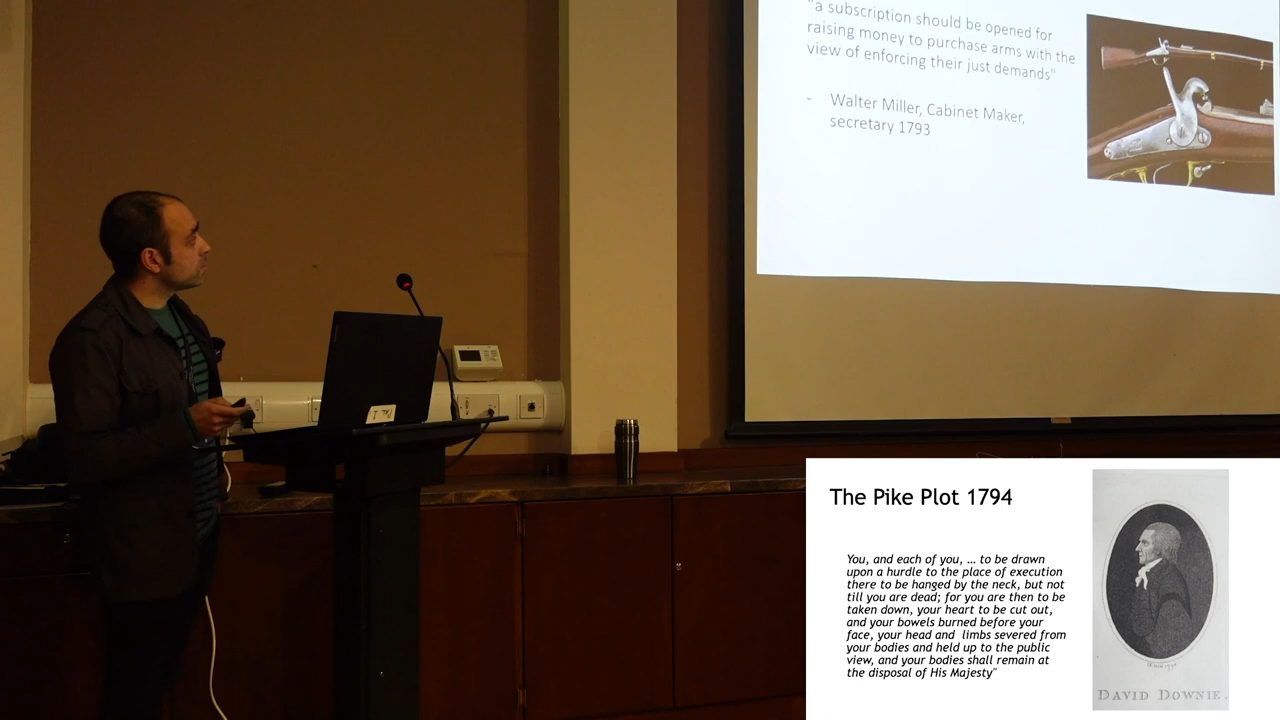 "a subscription should be opened for
raising money to purchase arms with the
view of enforcing their just demands"
- Walter Miller, Cabinet Maker,
secretary 1793
The Pike Plot 1794
You, and each of you, … to be drawn
upon a hurdle to the place of execution
there to be hanged by the neck, but not
till you are dead; for you are then to be
taken down, your heart to be cut out,
and your bowels burned before your
face, your head and limbs severed from
your bodies and held up to the public
view, and your bodies shall remain at
the disposal of His Majesty"
DAVID DOWNIE.